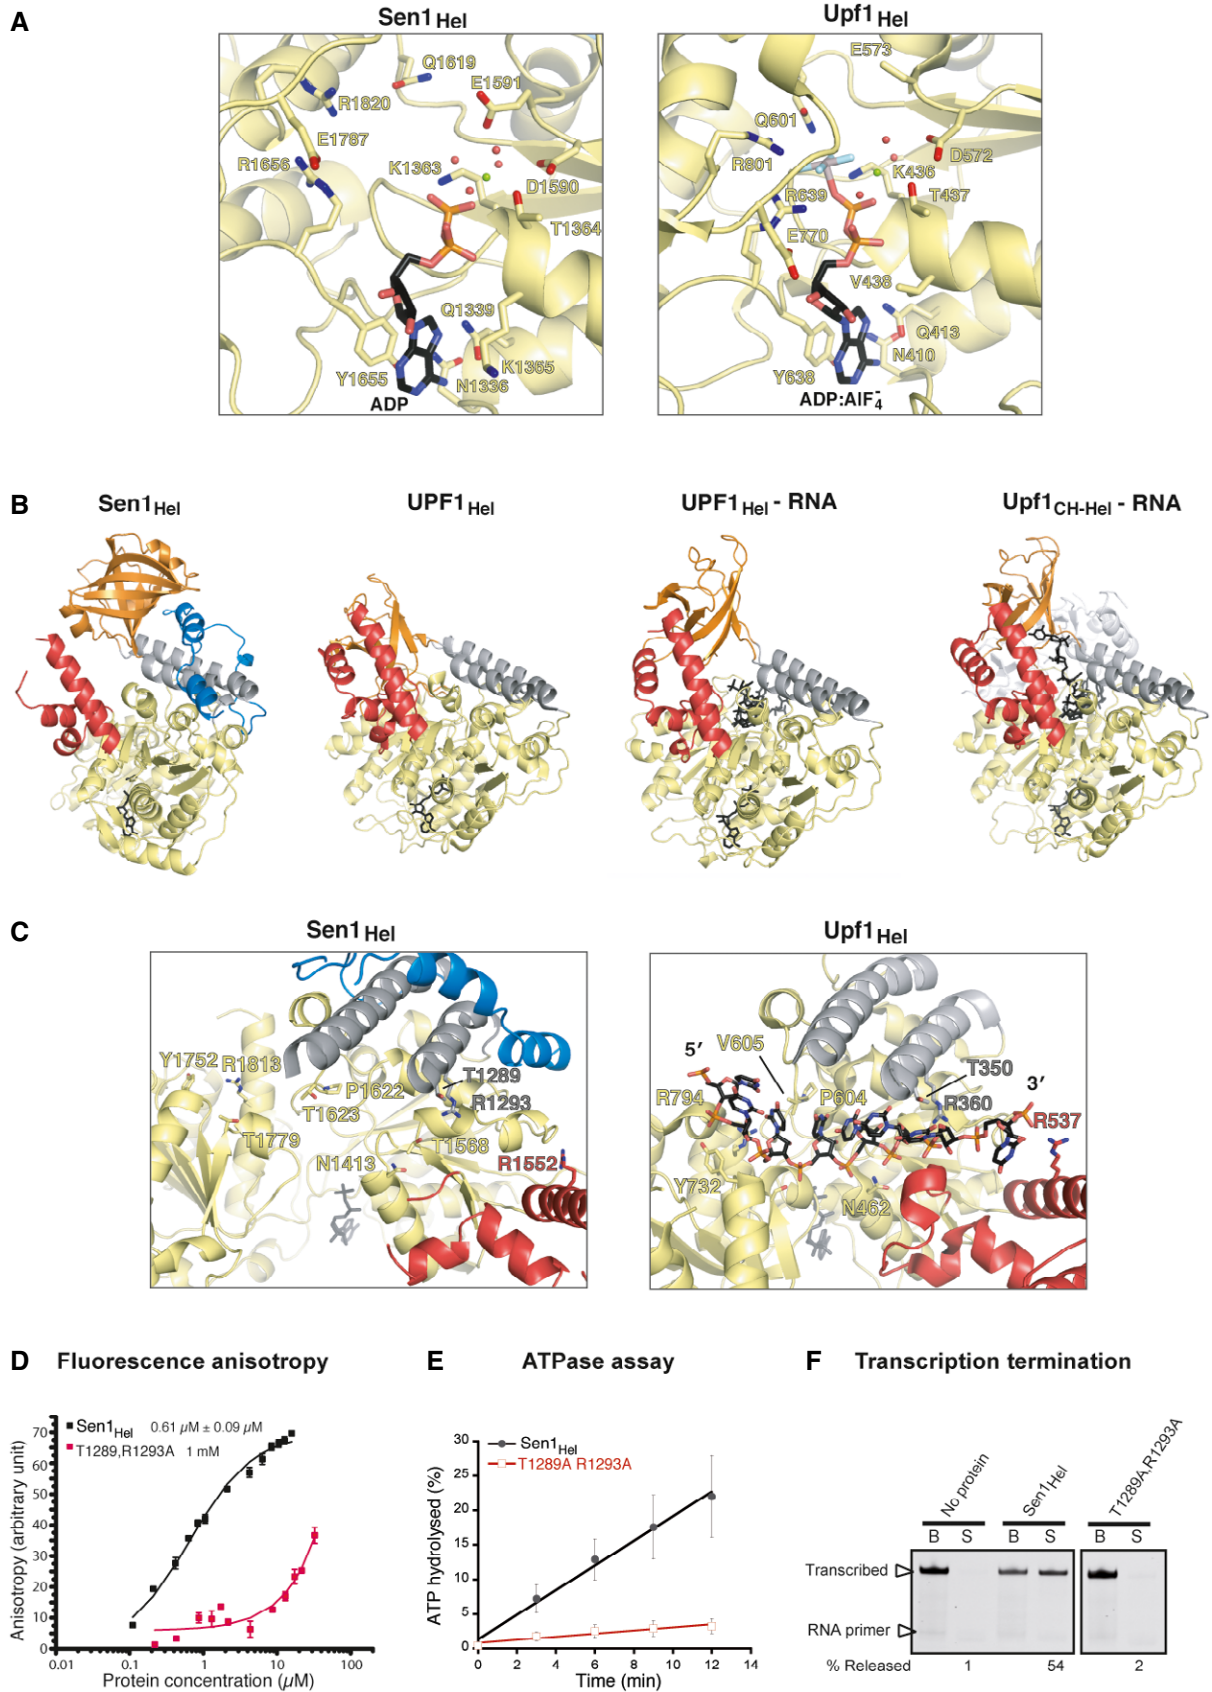 A
Sen1Hel
Upf1Hel
Q1619
E1591
R1820
E1787
R1656
K1363
D1590
T1364
Q1339
K1365
Y1655
N1336
ADP
E573
Q601
R801
D572
K436
R639
T437
E770
V438
Q413
N410
Y638
ADP:AlF4-
B
Sen1Hel
UPF1Hel
UPF1Hel - RNA
Upf1CH-Hel - RNA
C
Sen1Hel
Upf1Hel
Y1752 R1813
P1622
T1289
T1623
R1293
T1779
T1568
N1413
R1552
5′
V605
T350
3′
R794
P604
R360
R537
Y732
N462
D Fluorescence anisotropy
Sen1Hel 0.61 µM ± 0.09 µM
T1289,R1293A 1 mM
Anisotropy (arbitrary unit)
70
60
50
40
30
20
10
0
0.01 0.1 1 10 100
Protein concentration (µM)
E ATPase assay
Sen1Hel
T1289A R1293A
ATP hydrolysed (%)
30
25
20
15
10
5
0
0 2 4 6 8 10 12 14
Time (min)
F Transcription termination
No protein
Sen1Hel
T1289A,R1293A
B S B S B S
Transcribed
RNA primer
% Released 1 54 2